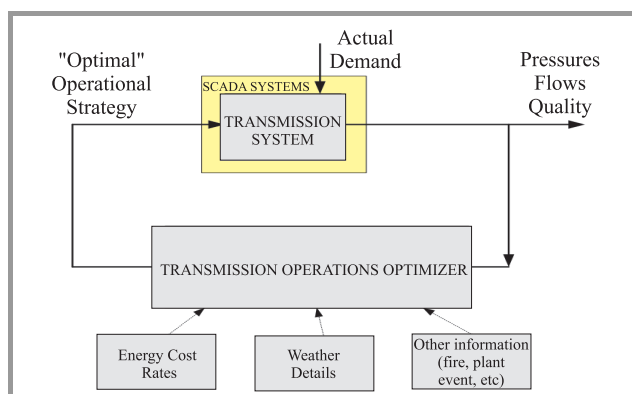 "Optimal"
Operational
Strategy
Actual
Demand
Pressures
Flows
Quality
SCADA SYSTEMS
TRANSMISSION
SYSTEM
TRANSMISSION OPERATIONS OPTIMIZER
Energy Cost
Rates
Weather
Details
Other information
(fire, plant
event, etc)